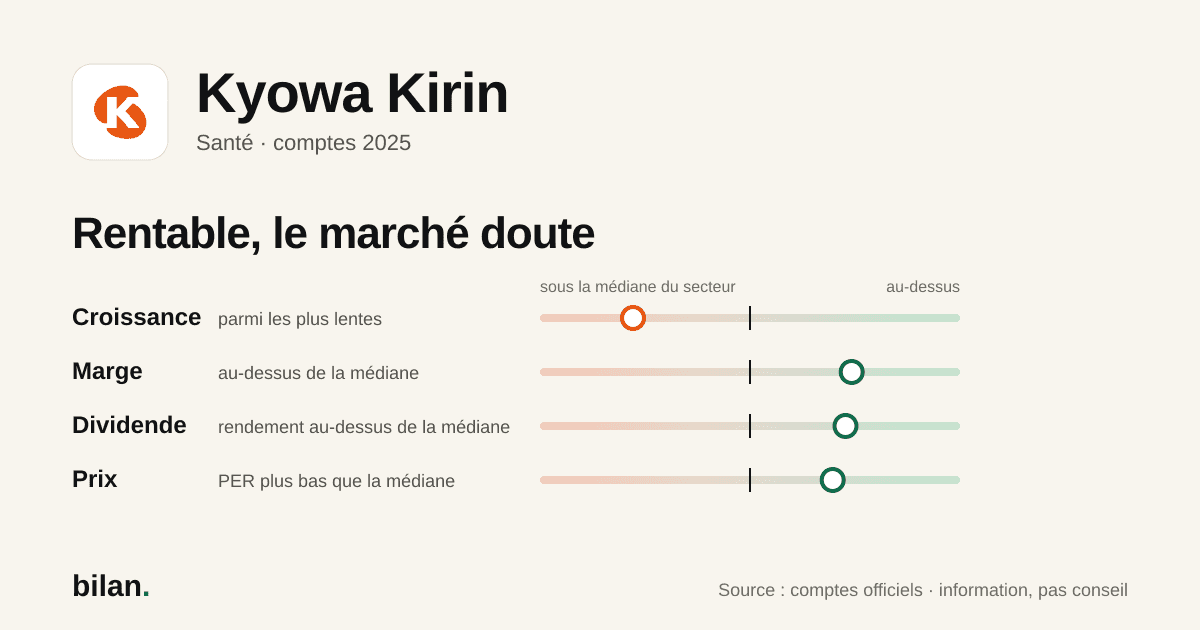 K
Kyowa Kirin
Santé · comptes 2025
Rentable, le marché doute
sous la médiane du secteur au-dessus
Croissance parmi les plus lentes
Marge au-dessus de la médiane
Dividende rendement au-dessus de la médiane
Prix PER plus bas que la médiane
bilan.
Source : comptes officiels · information, pas conseil